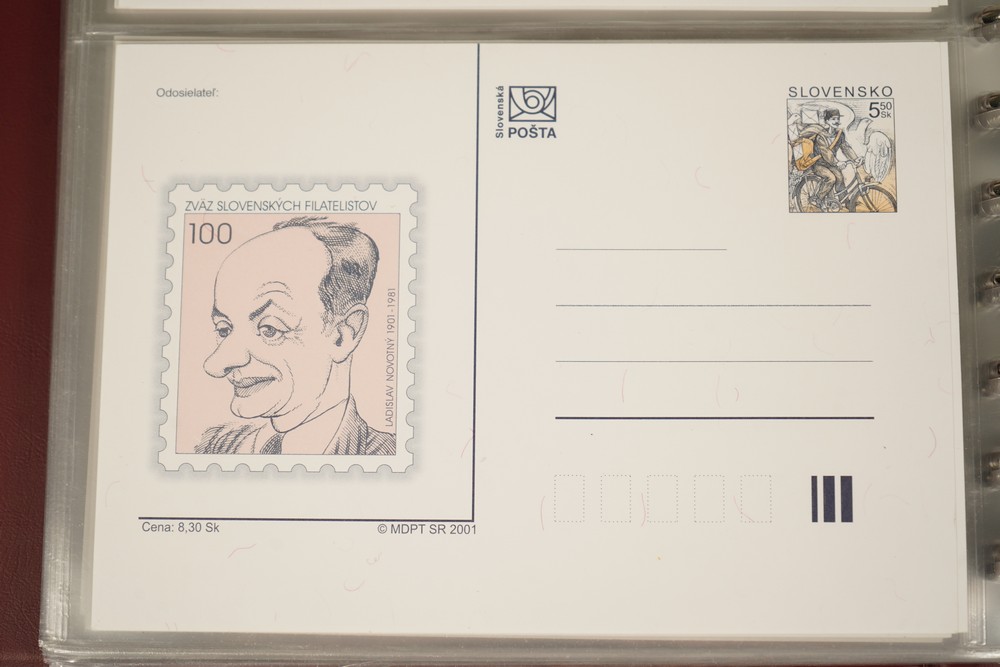 Odosielateľ:
ZVÄZ SLOVENSKÝCH FILATELISTOV
100
LADISLAV NOVOTNÝ 1901-1981
Cena: 8,30 Sk
© MDPT SR 2001
Slovenská
POŠTA
SLOVENSKO
5 50
Sk